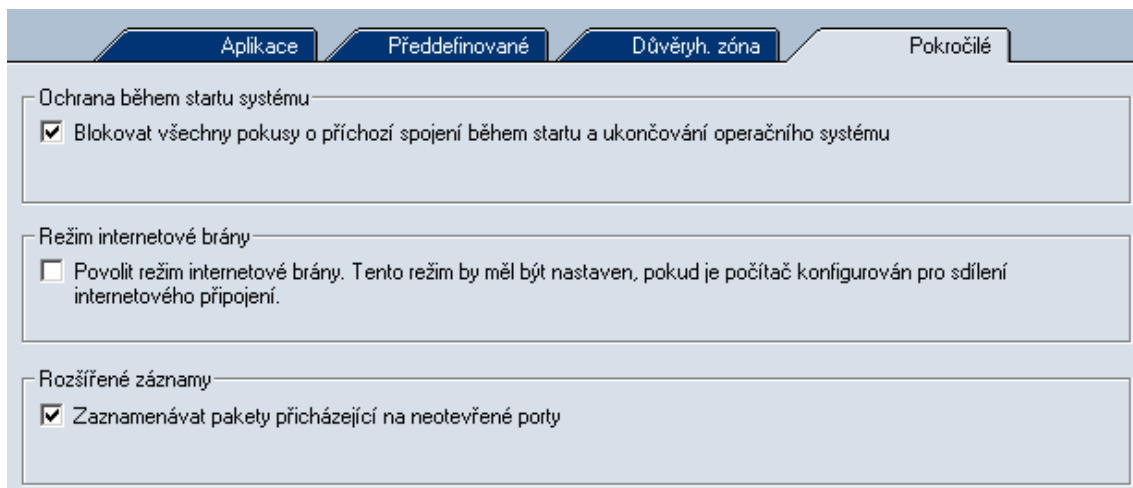 Aplikace
Předdefinované
Důvěryh. zóna
Pokročilé
Ochrana během startu systému
Blokovat všechny pokusy o příchozí spojení během startu a ukončování operačního systému
Režim internetové brány
Povolit režim internetové brány. Tento režim by měl být nastaven, pokud je počítač konfigurován pro sdílení
internetového připojení.
Rozšířené záznamy
Zaznamenávat pakety přicházející na neotevřené porty